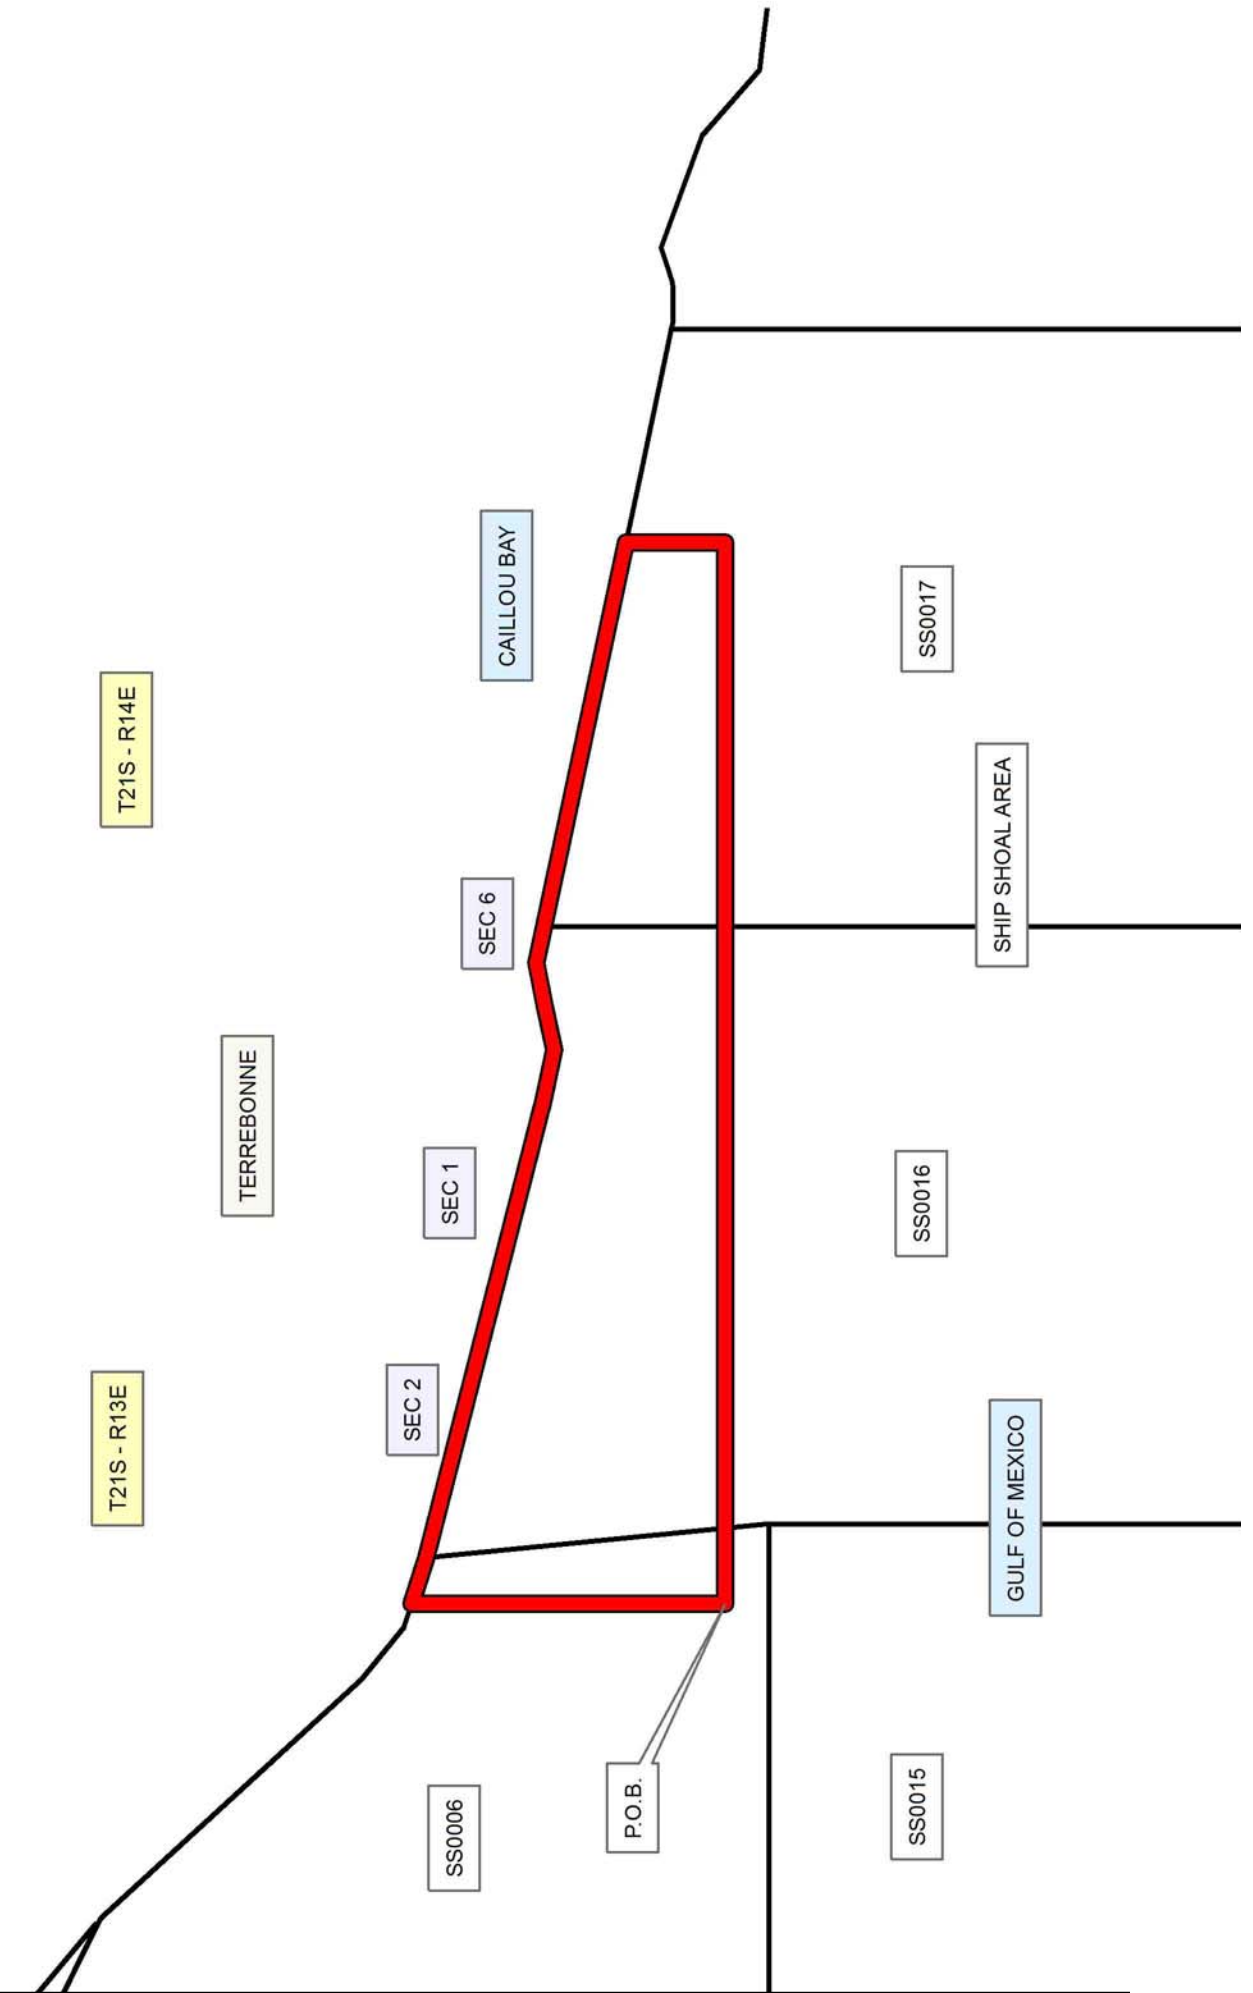 T21S - R13E
T21S - R14E
TERREBONNE
SEC 2
SEC 1
SEC 6
CAILLOU BAY
SS0006
P.O.B.
SS0015
SS0016
SS0017
SHIP SHOAL AREA
GULF OF MEXICO